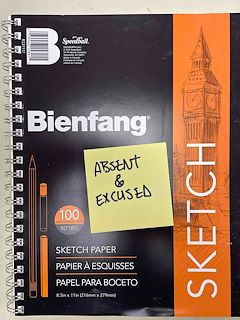 Speedball®
Bienfang®
ABSENT
&
EXCUSED
100
SKETCH PAPER
PAPIER À ESQUISSES
PAPEL PARA BOCETO
8.5in x 11in (216mm x 279mm)
SKETCH